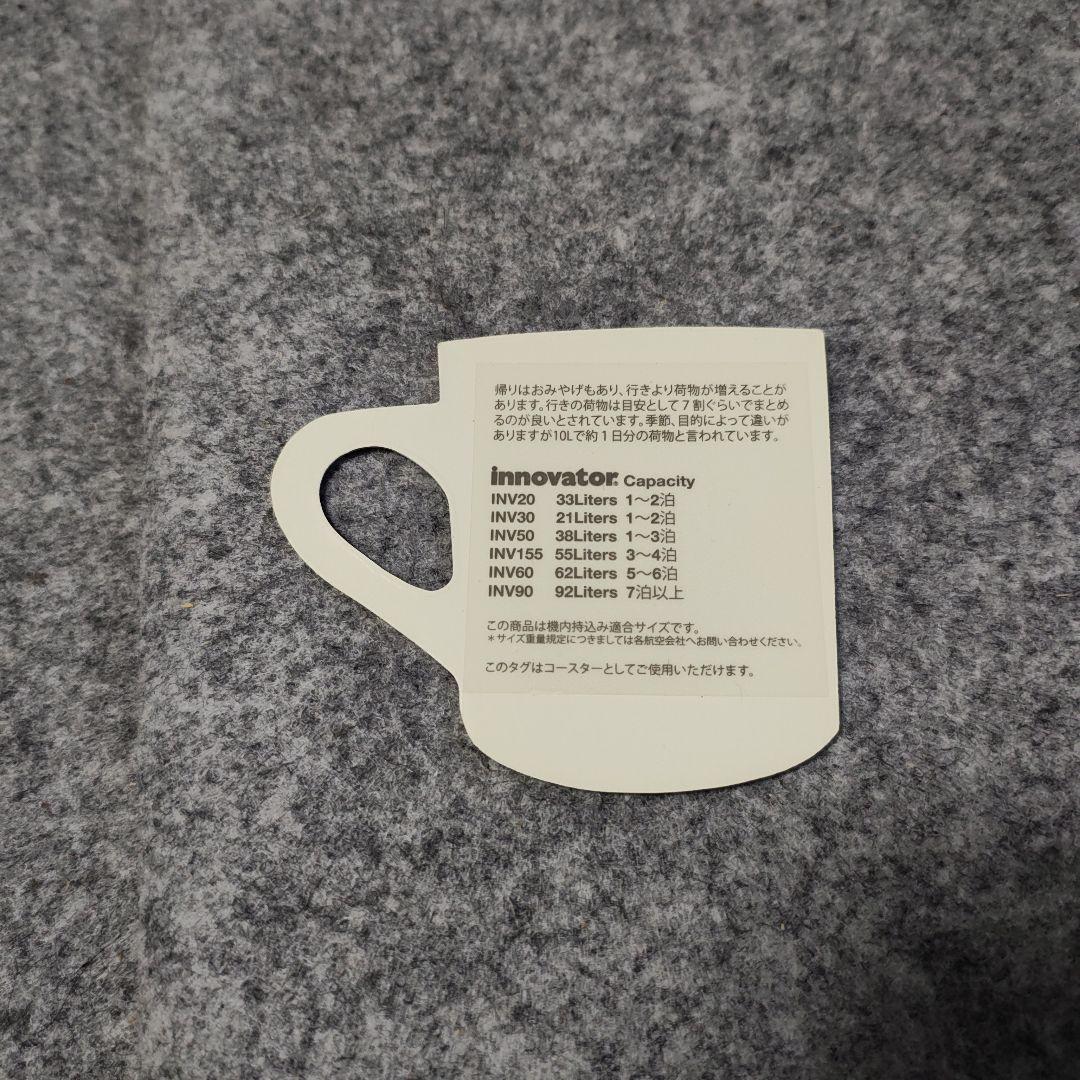 帰りはおみやげもあり、行きより荷物が増えることが
あります。行きの荷物は目安として7割ぐらいでまとめ
るのが良いとされています。季節、目的によって違いが
ありますが10Lで約1日分の荷物と言われています。
innovator® Capacity
INV20 33Liters 1〜2泊
INV30 21Liters 1〜2泊
INV50 38Liters 1〜3泊
INV155 55Liters 3〜4泊
INV60 62Liters 5〜6泊
INV90 92Liters 7泊以上
この商品は機内持込み適合サイズです。
*サイズ重量規定につきましては各航空会社へお問い合わせください。
このタグはコースターとしてご使用いただけます。